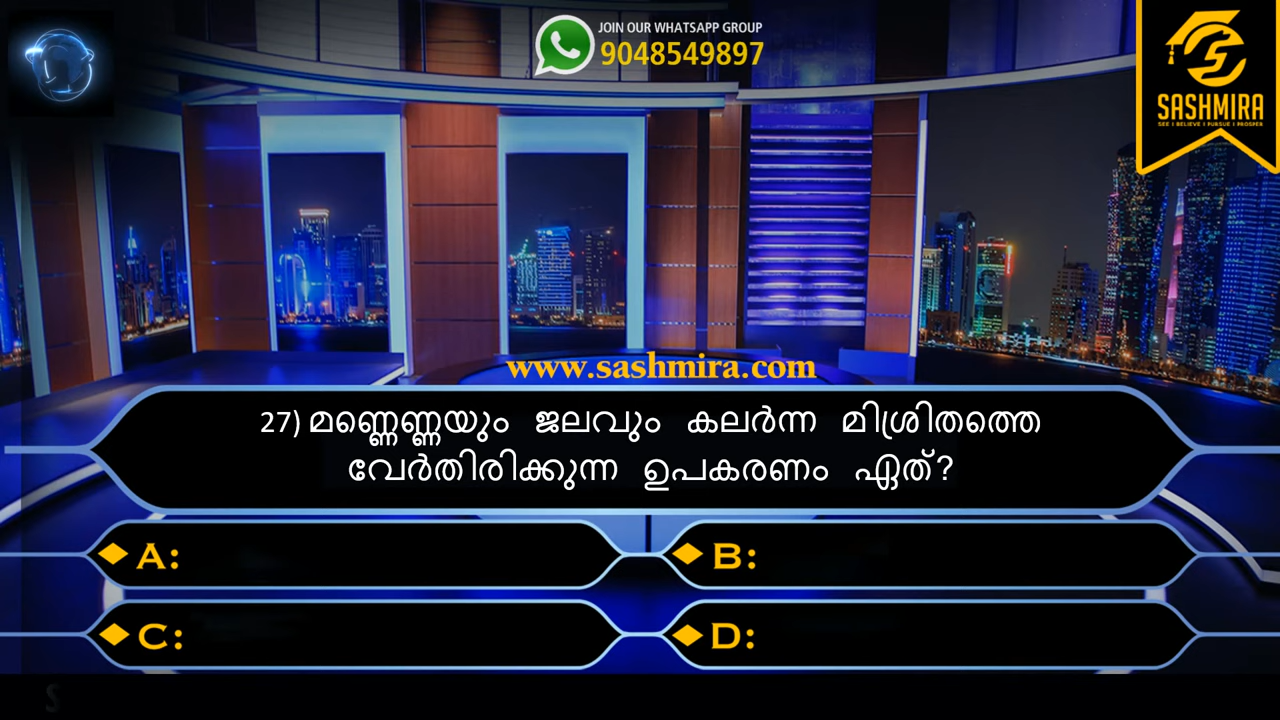 JOIN OUR WHATSAPP GROUP
9048549897
SASHMIRA
SEE I BELIEVE I PURSUE I PROSPER
www.sashmira.com
27) മണ്ണെണ്ണയും ജലവും കലർന്ന മിശ്രിതത്തെ
വേർതിരിക്കുന്ന ഉപകരണം ഏത്?
A:
B:
C:
D:
S